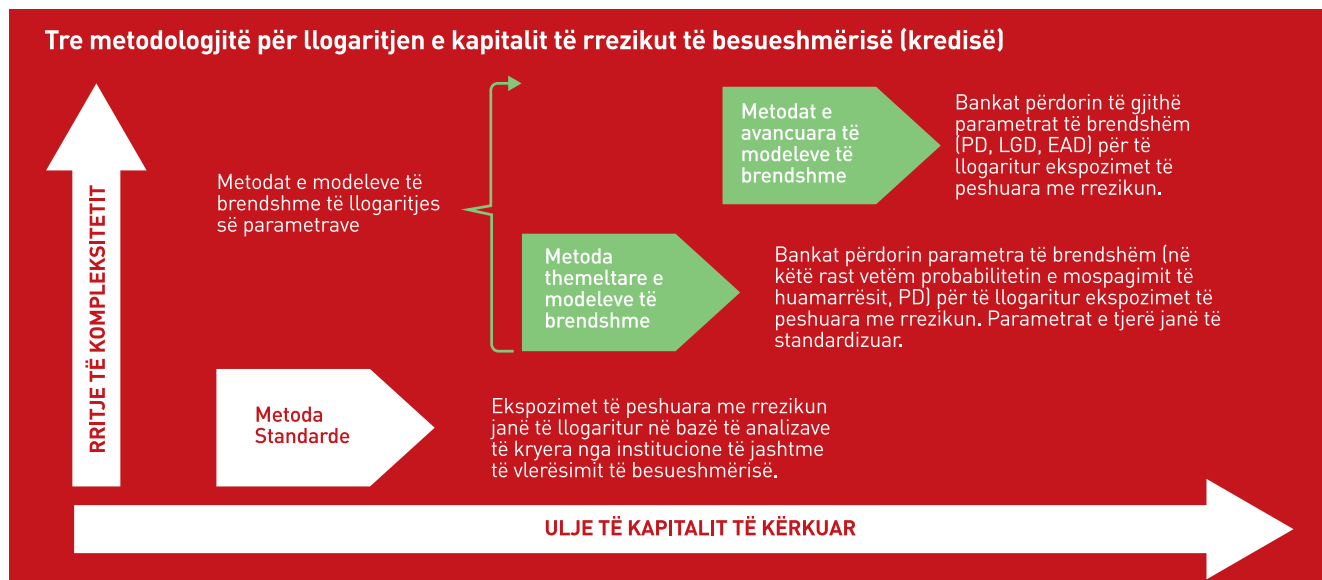 Tre metodologjitë për llogaritjen e kapitalit të rrezikut të besueshmërisë (kredisë)
RRITJE TË KOMPLEKSITETIT
Metodat e modeleve të
brendshme të llogaritjes
së parametrave
Metodat e
avancuara të
modeleve të
brendshme
Bankat përdorin të gjithë
parametrat të brendshëm
(PD, LGD, EAD) për të
llogaritur ekspozimet të
peshuara me rrezikun.
Metoda
themeltare e
modeleve të
brendshme
Bankat përdorin parametra të brendshëm (në
këtë rast vetëm probabilitetin e mospagimit të
huamarrësit, PD) për të llogaritur ekspozimet të
peshuara me rrezikun. Parametrat e tjerë janë të
standardizuar.
Metoda
Standarde
Ekspozimet të peshuara me rrezikun
janë të llogaritur në bazë të analizave
të kryera nga institucione të jashtme
të vlerësimit të besueshmërisë.
ULJE TË KAPITALIT TË KËRKUAR